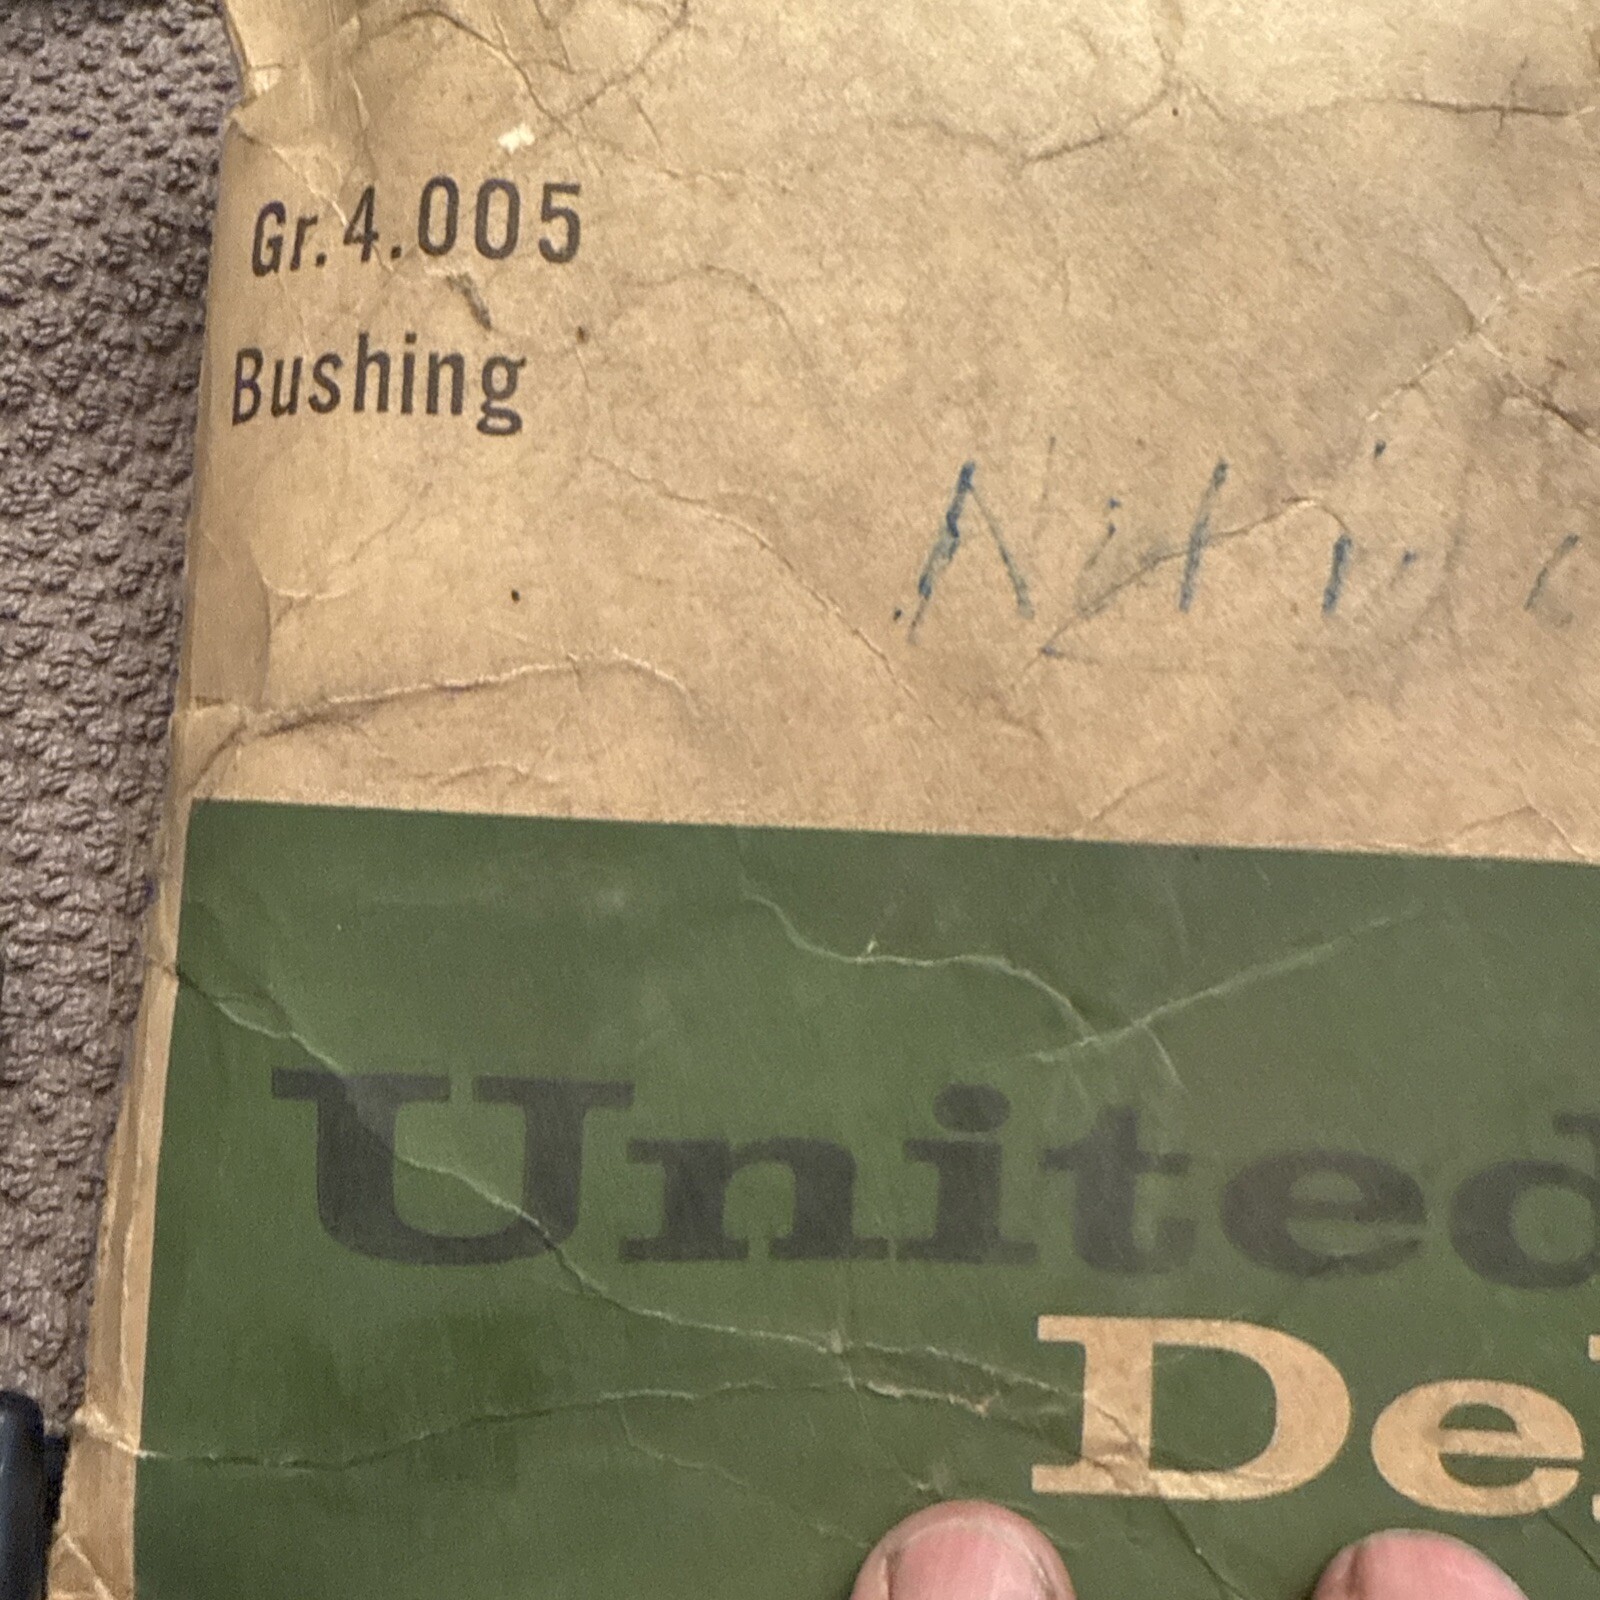 Gr. 4.005
Bushing
United
De